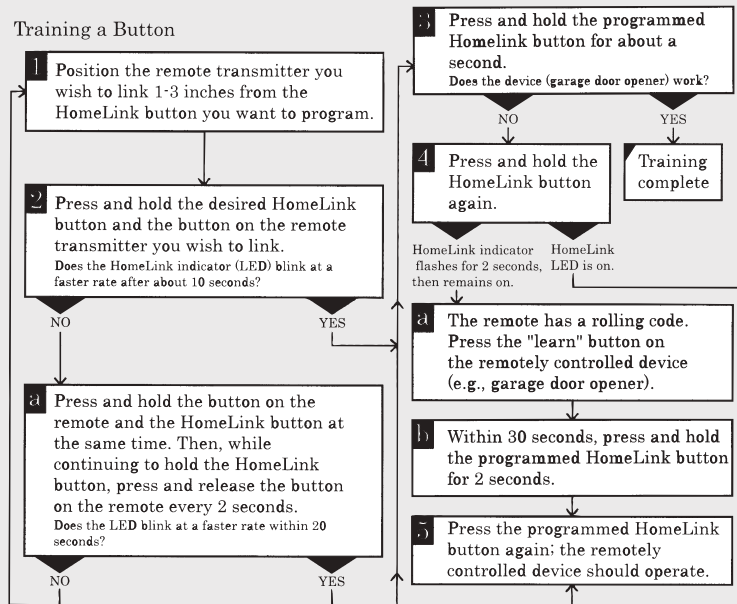 Training a Button
1
Position the remote transmitter you
wish to link 1-3 inches from the
HomeLink button you want to program.
2
Press and hold the desired HomeLink
button and the button on the remote
transmitter you wish to link.
Does the HomeLink indicator (LED) blink at a
faster rate after about 10 seconds?
NO
YES
a
Press and hold the button on the
remote and the HomeLink button at
the same time. Then, while
continuing to hold the HomeLink
button, press and release the button
on the remote every 2 seconds.
Does the LED blink at a faster rate within 20
seconds?
NO
YES
3
Press and hold the programmed
Homelink button for about a
second.
Does the device (garage door opener) work?
NO
YES
4
Press and hold the
HomeLink button
again.
Training
complete
HomeLink indicator
flashes for 2 seconds,
then remains on.
HomeLink
LED is on.
a
The remote has a rolling code.
Press the "learn" button on
the remotely controlled device
(e.g., garage door opener).
b
Within 30 seconds, press and hold
the programmed HomeLink button
for 2 seconds.
5
Press the programmed HomeLink
button again; the remotely
controlled device should operate.